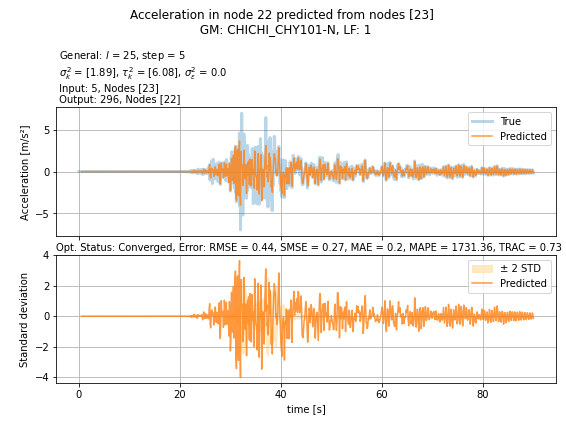 Acceleration in node 22 predicted from nodes [23]
GM: CHICHI_CHY101-N, LF: 1
General: l = 25, step = 5
σ²ₖ = [1.89], τ²ₖ = [6.08], σ²ε = 0.0
Input: 5, Nodes [23]
Output: 296, Nodes [22]
Acceleration [m/s²]
5
0
−5
True
Predicted
Opt. Status: Converged, Error: RMSE = 0.44, SMSE = 0.27, MAE = 0.2, MAPE = 1731.36, TRAC = 0.73
Standard deviation
4
2
0
−2
−4
± 2 STD
Predicted
0 20 40 60 80
time [s]